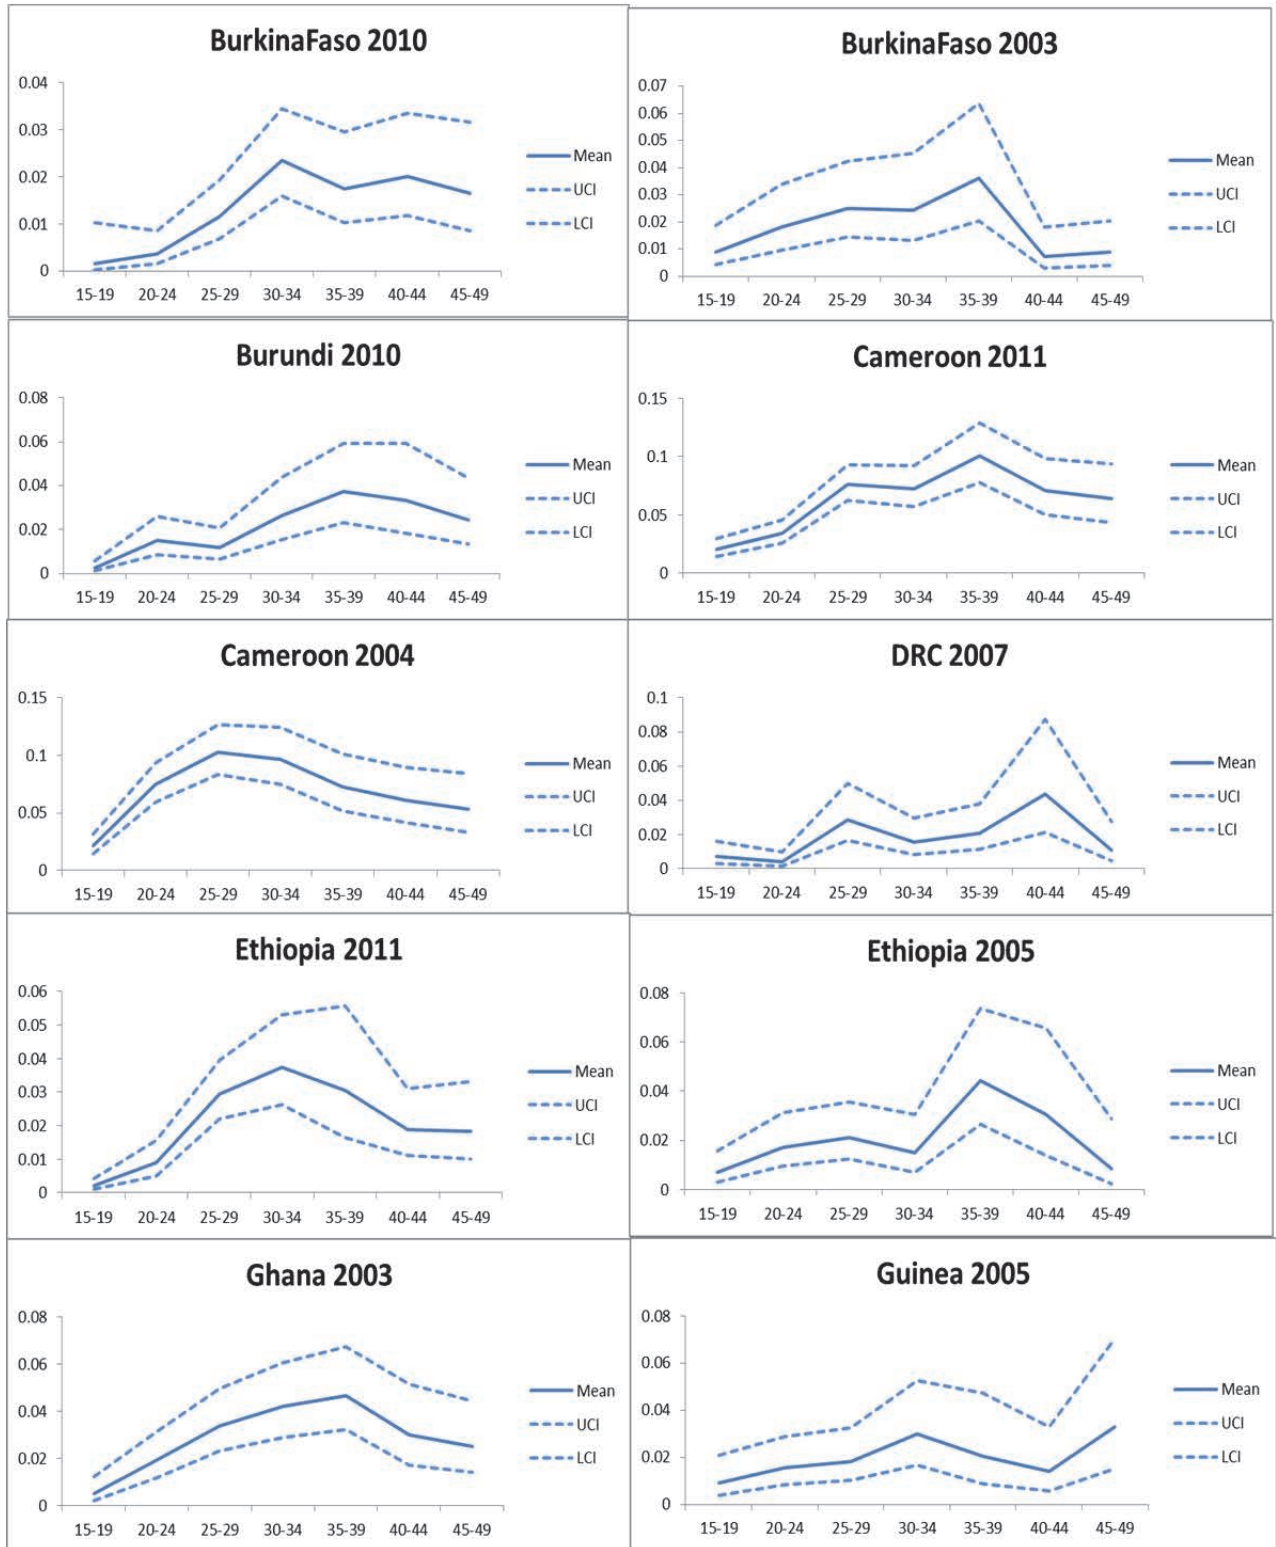 BurkinaFaso 2010
0.04
0.03
0.02
0.01
0
15-19 20-24 25-29 30-34 35-39 40-44 45-49
Mean
UCI
LCI
BurkinaFaso 2003
0.07
0.06
0.05
0.04
0.03
0.02
0.01
0
15-19 20-24 25-29 30-34 35-39 40-44 45-49
Mean
UCI
LCI
Burundi 2010
0.08
0.06
0.04
0.02
0
15-19 20-24 25-29 30-34 35-39 40-44 45-49
Mean
UCI
LCI
Cameroon 2011
0.15
0.1
0.05
0
15-19 20-24 25-29 30-34 35-39 40-44 45-49
Mean
UCI
LCI
Cameroon 2004
0.15
0.1
0.05
0
15-19 20-24 25-29 30-34 35-39 40-44 45-49
Mean
UCI
LCI
DRC 2007
0.1
0.08
0.06
0.04
0.02
0
15-19 20-24 25-29 30-34 35-39 40-44 45-49
Mean
UCI
LCI
Ethiopia 2011
0.06
0.05
0.04
0.03
0.02
0.01
0
15-19 20-24 25-29 30-34 35-39 40-44 45-49
Mean
UCI
LCI
Ethiopia 2005
0.08
0.06
0.04
0.02
0
15-19 20-24 25-29 30-34 35-39 40-44 45-49
Mean
UCI
LCI
Ghana 2003
0.08
0.06
0.04
0.02
0
15-19 20-24 25-29 30-34 35-39 40-44 45-49
Mean
UCI
LCI
Guinea 2005
0.08
0.06
0.04
0.02
0
15-19 20-24 25-29 30-34 35-39 40-44 45-49
Mean
UCI
LCI